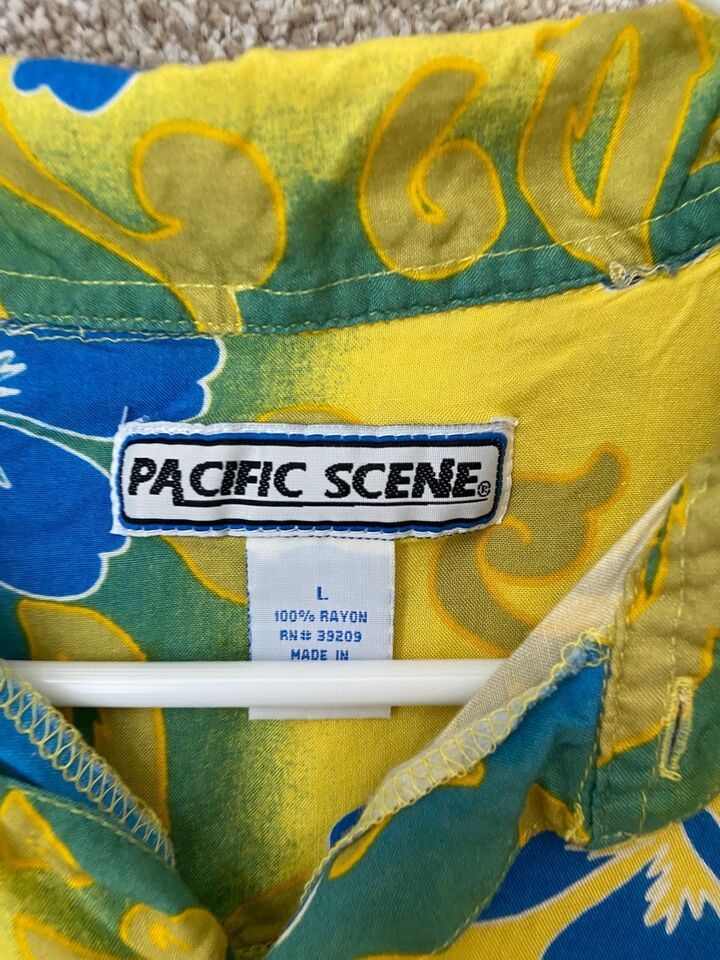 PACIFIC SCENE®
L
100% RAYON
RN# 39209
MADE IN